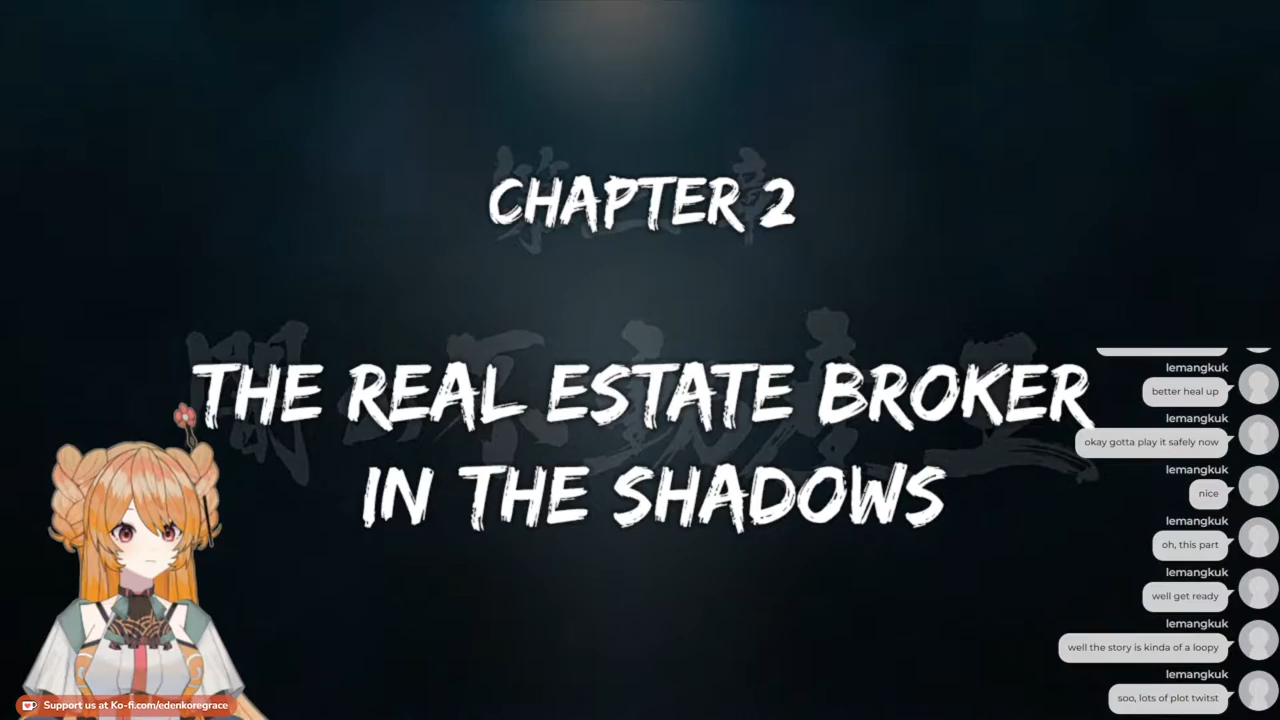 CHAPTER 2
THE REAL ESTATE BROKER
IN THE SHADOWS
lemangkuk
better heal up
lemangkuk
okay gotta play it safely now
lemangkuk
nice
lemangkuk
oh, this part
lemangkuk
well get ready
lemangkuk
well the story is kinda of a loopy
lemangkuk
soo, lots of plot twitst
Support us at Ko-fi.com/edenkoregrace